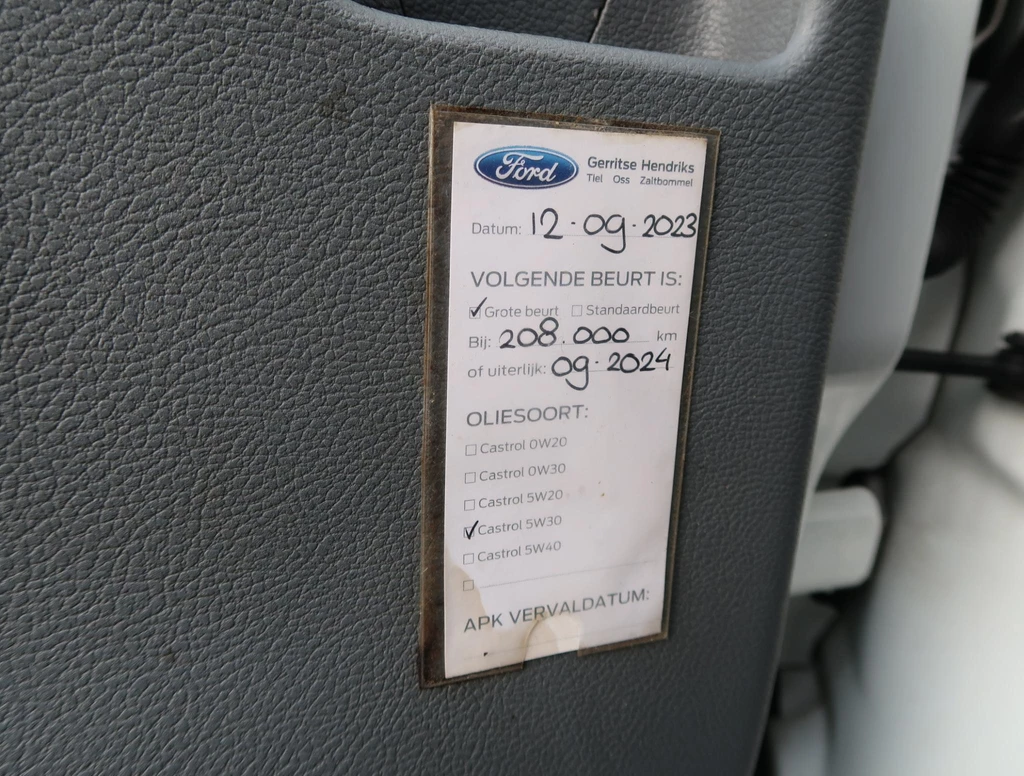 Ford Gerritse Hendriks
Tiel Oss Zaltbommel
Datum: 12-09-2023
VOLGENDE BEURT IS:
Grote beurt Standaardbeurt
Bij: 208.000 km
of uiterlijk: 09-2024
OLIESOORT:
Castrol 0W20
Castrol 0W30
Castrol 5W20
Castrol 5W30
Castrol 5W40
APK VERVALDATUM: